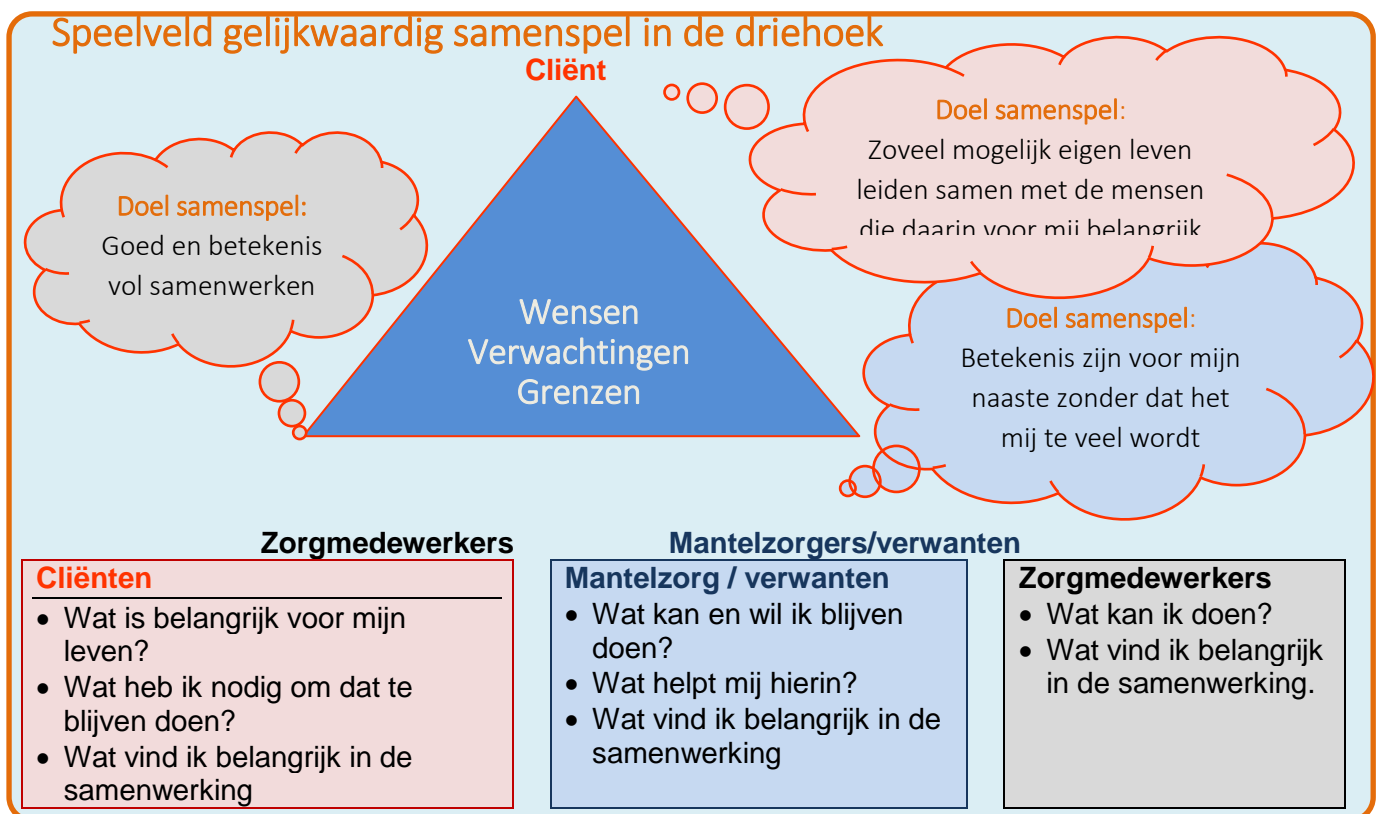 Speelveld gelijkwaardig samenspel in de driehoek
Cliënt
Doel samenspel:
Zoveel mogelijk eigen leven
leiden samen met de mensen
die daarin voor mij belangrijk
Doel samenspel:
Goed en betekenis
vol samenwerken
Wensen
Verwachtingen
Grenzen
Doel samenspel:
Betekenis zijn voor mijn
naaste zonder dat het
mij te veel wordt
Zorgmedewerkers
Mantelzorgers/verwanten
Cliënten
• Wat is belangrijk voor mijn
leven?
• Wat heb ik nodig om dat te
blijven doen?
• Wat vind ik belangrijk in de
samenwerking
Mantelzorg / verwanten
• Wat kan en wil ik blijven
doen?
• Wat helpt mij hierin?
• Wat vind ik belangrijk in de
samenwerking
Zorgmedewerkers
• Wat kan ik doen?
• Wat vind ik belangrijk
in de samenwerking.